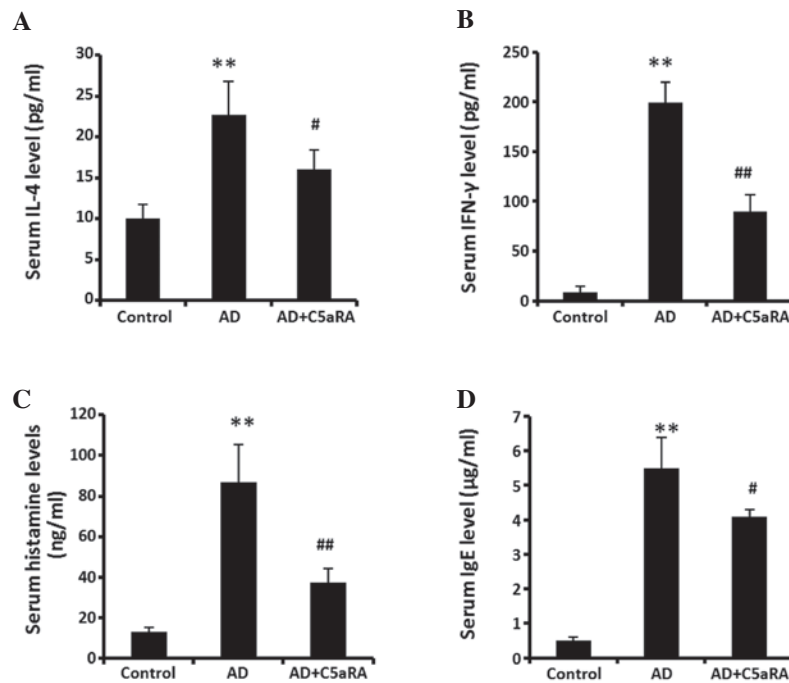 A
Serum IL-4 level (pg/ml)
30
25
20
15
10
5
0
**
#
Control AD AD+C5aRA
B
Serum IFN-γ level (pg/ml)
250
200
150
100
50
0
**
##
Control AD AD+C5aRA
C
Serum histamine levels
(ng/ml)
120
100
80
60
40
20
0
**
##
Control AD AD+C5aRA
D
Serum IgE level (μg/ml)
7
6
5
4
3
2
1
0
**
#
Control AD AD+C5aRA